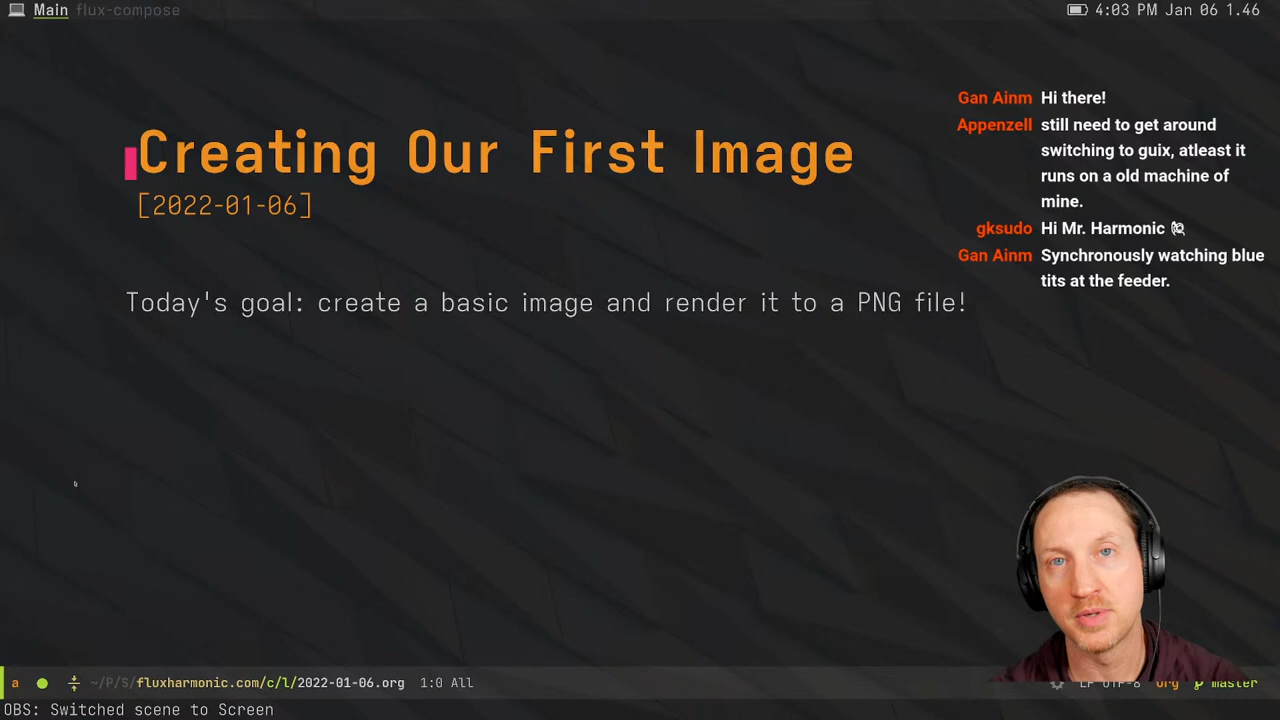 Main flux-compose
4:03 PM Jan 06 1.46
Creating Our First Image
[2022-01-06]
Today's goal: create a basic image and render it to a PNG file!
Gan Ainm Hi there!
Appenzell still need to get around
switching to guix, atleast it
runs on a old machine of
mine.
gksudo Hi Mr. Harmonic
Gan Ainm Synchronously watching blue
tits at the feeder.
a ~/P/S/fluxharmonic.com/c/l/2022-01-06.org 1:0 All
LF UTF-8 org master
OBS: Switched scene to Screen